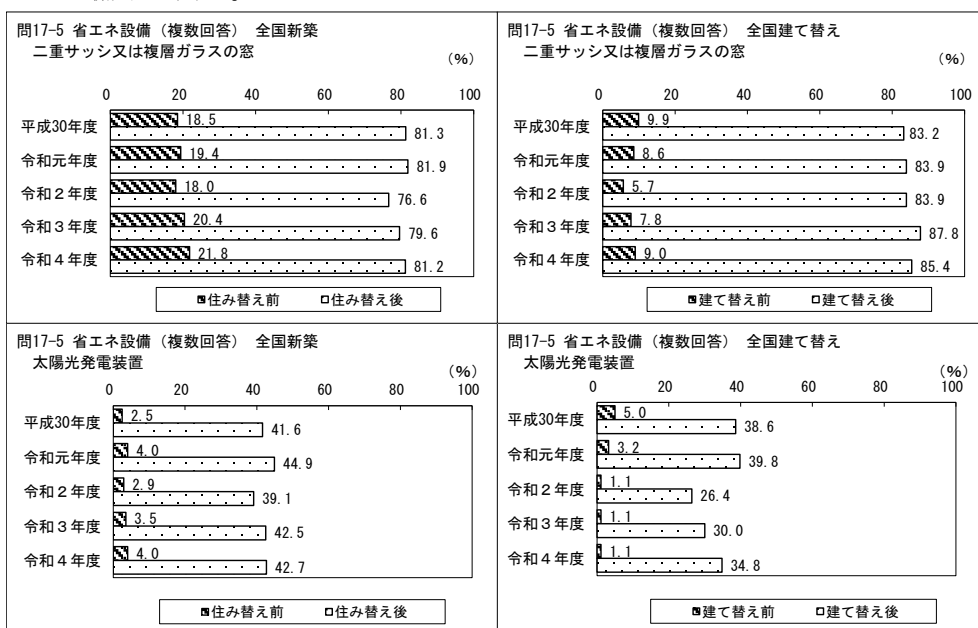 問17-5 省エネ設備（複数回答） 全国新築
二重サッシ又は複層ガラスの窓
(%)
0 20 40 60 80 100
平成30年度 18.5 81.3
令和元年度 19.4 81.9
令和２年度 18.0 76.6
令和３年度 20.4 79.6
令和４年度 21.8 81.2
住み替え前 住み替え後
問17-5 省エネ設備（複数回答） 全国建て替え
二重サッシ又は複層ガラスの窓
(%)
0 20 40 60 80 100
平成30年度 9.9 83.2
令和元年度 8.6 83.9
令和２年度 5.7 83.9
令和３年度 7.8 87.8
令和４年度 9.0 85.4
建て替え前 建て替え後
問17-5 省エネ設備（複数回答） 全国新築
太陽光発電装置
(%)
0 20 40 60 80 100
平成30年度 2.5 41.6
令和元年度 4.0 44.9
令和２年度 2.9 39.1
令和３年度 3.5 42.5
令和４年度 4.0 42.7
住み替え前 住み替え後
問17-5 省エネ設備（複数回答） 全国建て替え
太陽光発電装置
(%)
0 20 40 60 80 100
平成30年度 5.0 38.6
令和元年度 3.2 39.8
令和２年度 1.1 26.4
令和３年度 1.1 30.0
令和４年度 1.1 34.8
建て替え前 建て替え後